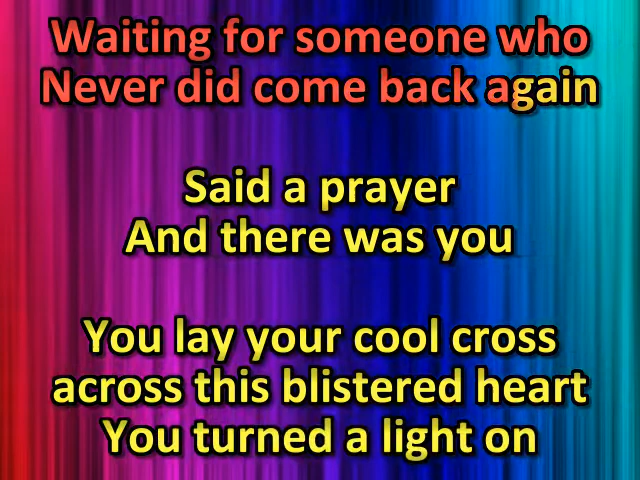 Waiting for someone who
Never did come back again
Said a prayer
And there was you
You lay your cool cross
across this blistered heart
You turned a light on